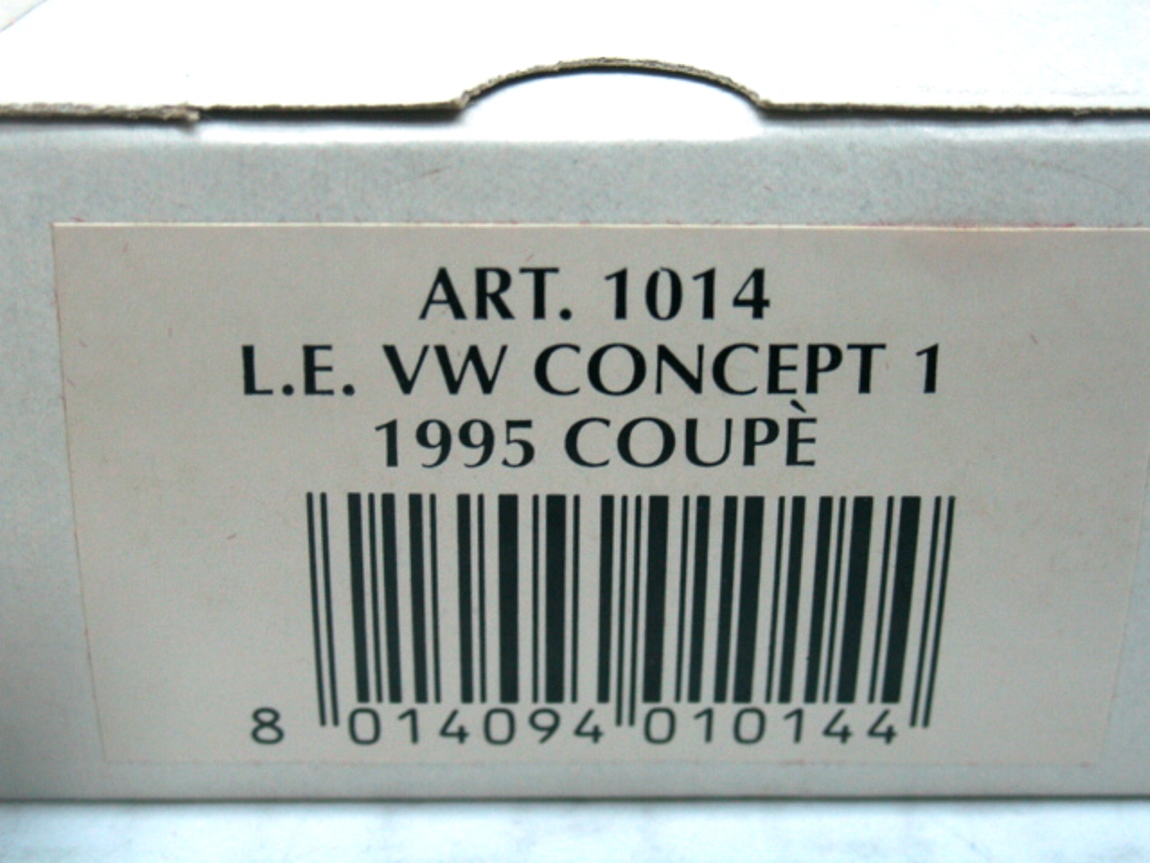 ART. 1014
L.E. VW CONCEPT 1
1995 COUPÈ
8 014094 010144